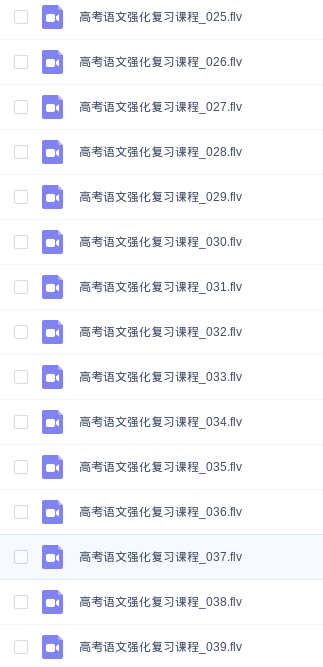 高考语文强化复习课程_025.flv
高考语文强化复习课程_026.flv
高考语文强化复习课程_027.flv
高考语文强化复习课程_028.flv
高考语文强化复习课程_029.flv
高考语文强化复习课程_030.flv
高考语文强化复习课程_031.flv
高考语文强化复习课程_032.flv
高考语文强化复习课程_033.flv
高考语文强化复习课程_034.flv
高考语文强化复习课程_035.flv
高考语文强化复习课程_036.flv
高考语文强化复习课程_037.flv
高考语文强化复习课程_038.flv
高考语文强化复习课程_039.flv